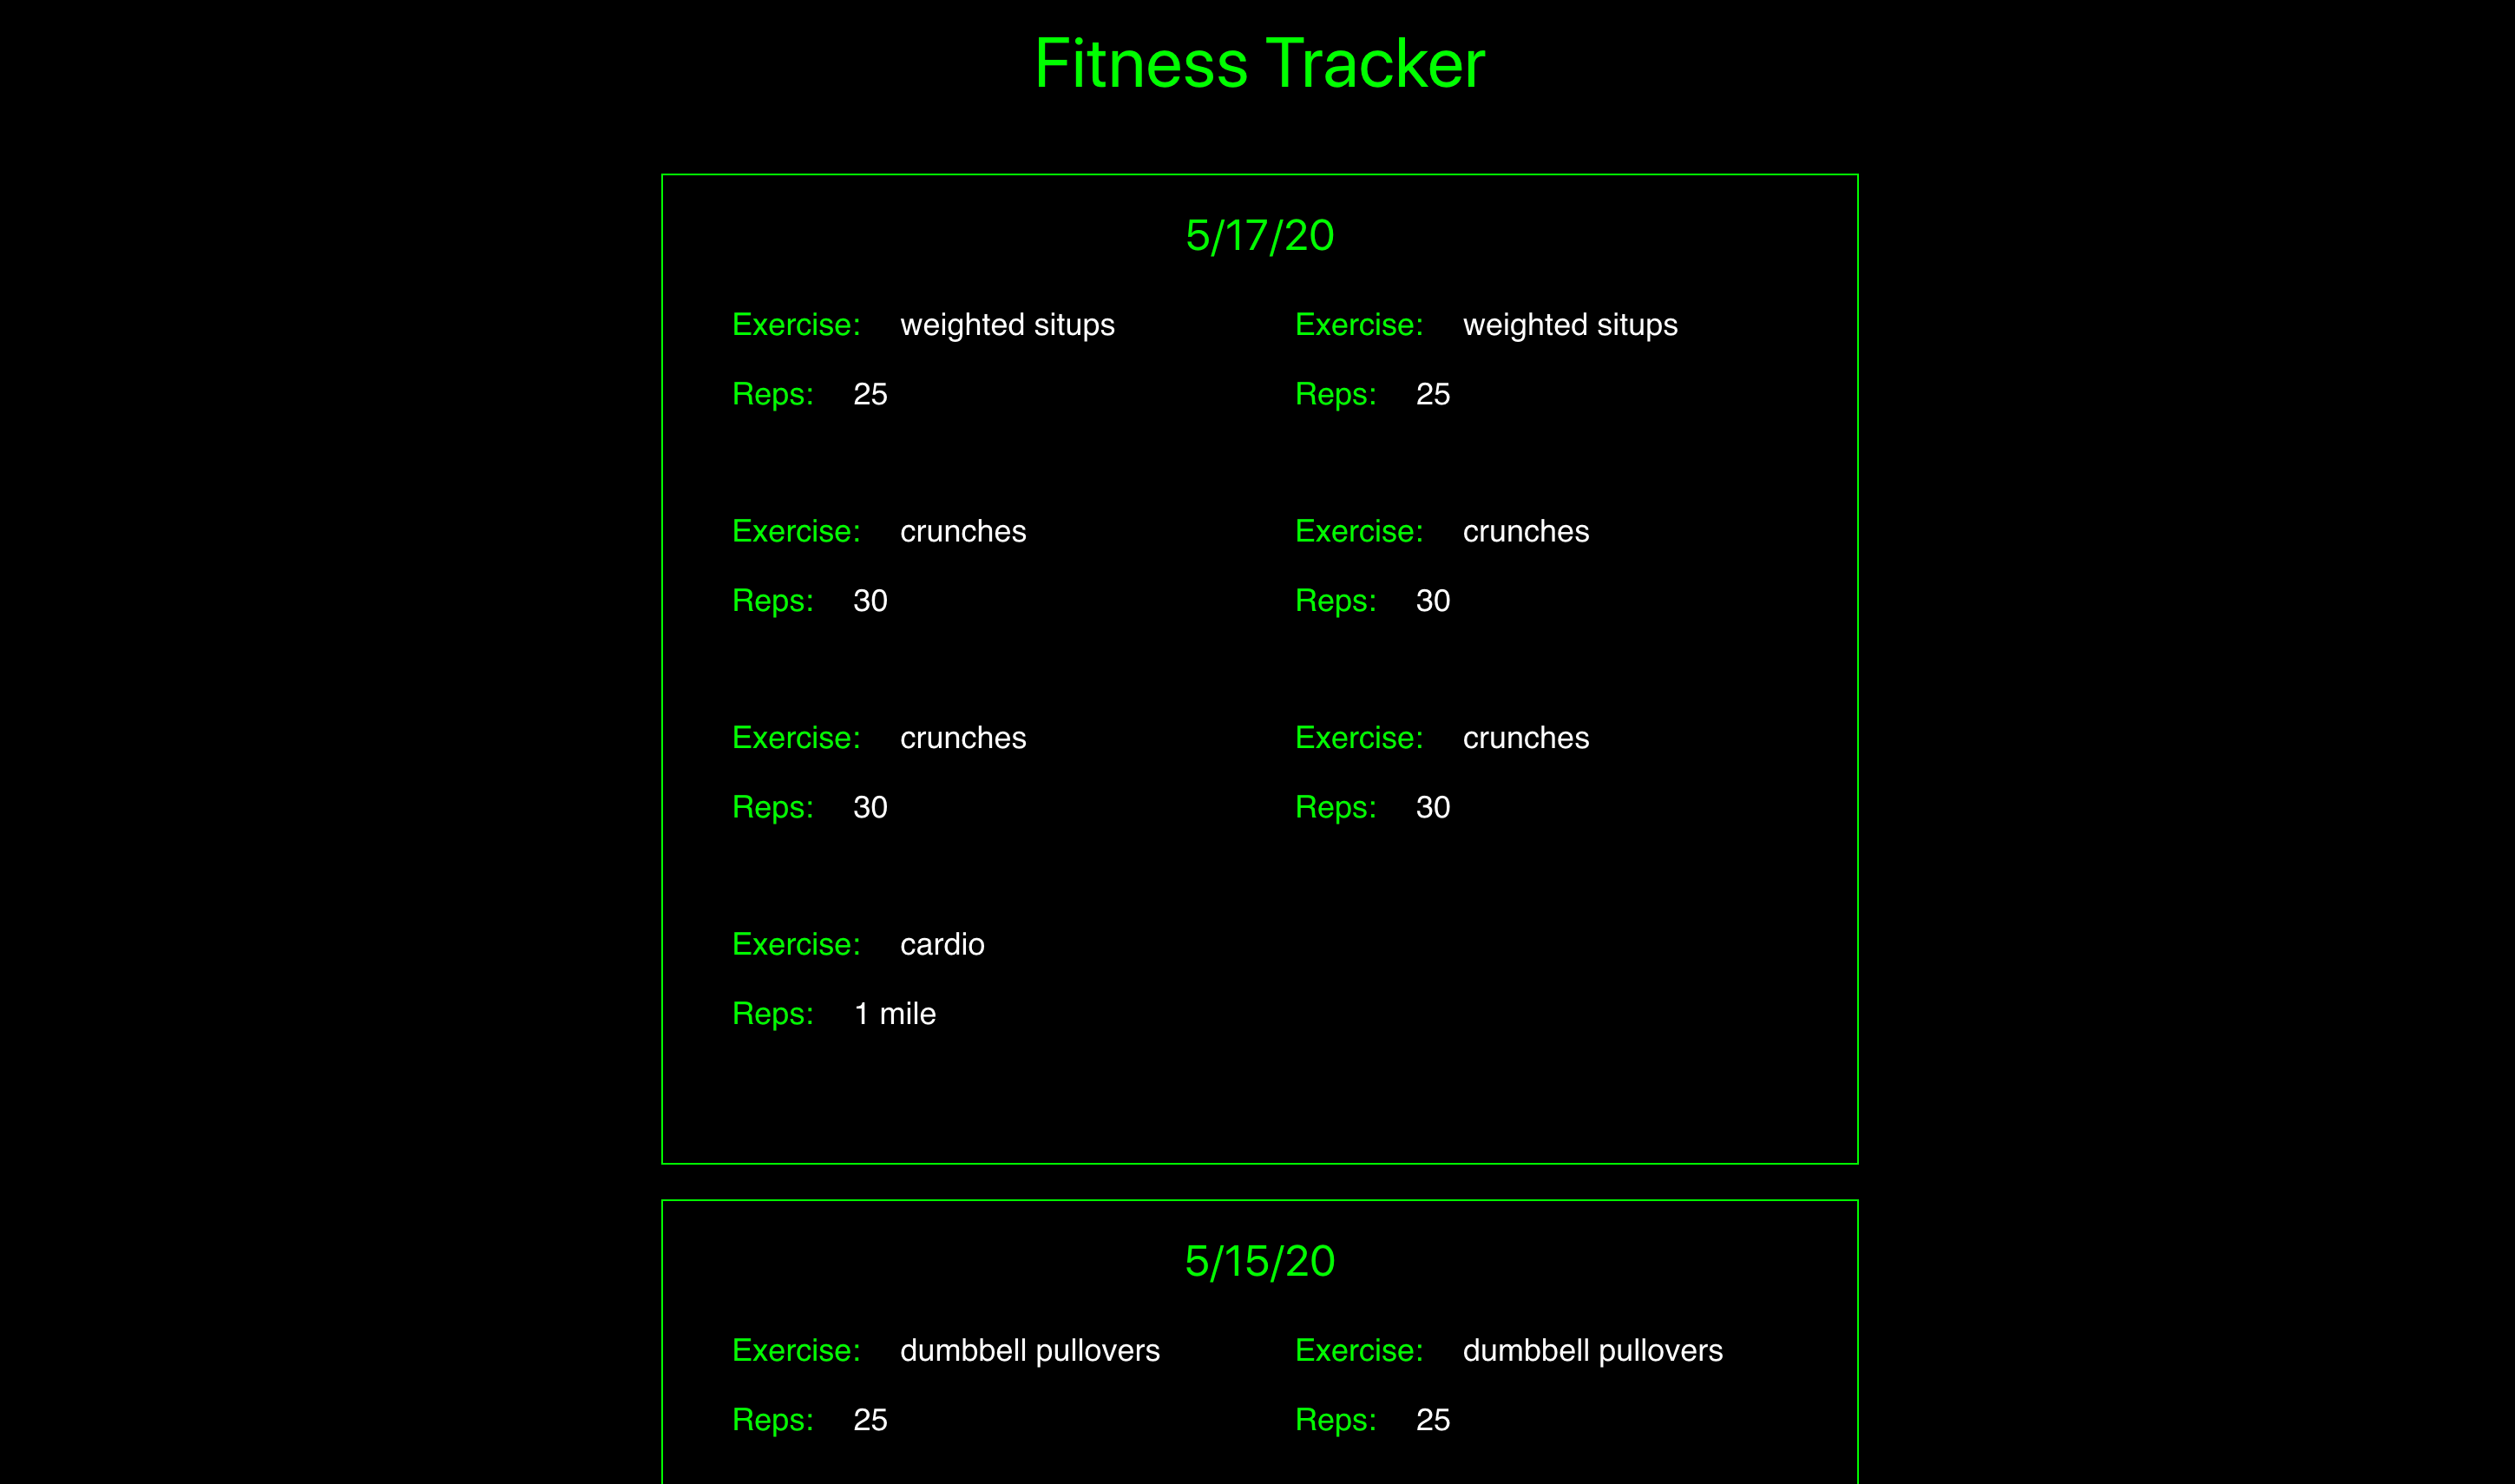 Fitness Tracker
5/17/20
Exercise: weighted situps Exercise: weighted situps
Reps: 25 Reps: 25
Exercise: crunches Exercise: crunches
Reps: 30 Reps: 30
Exercise: crunches Exercise: crunches
Reps: 30 Reps: 30
Exercise: cardio
Reps: 1 mile
5/15/20
Exercise: dumbbell pullovers Exercise: dumbbell pullovers
Reps: 25 Reps: 25